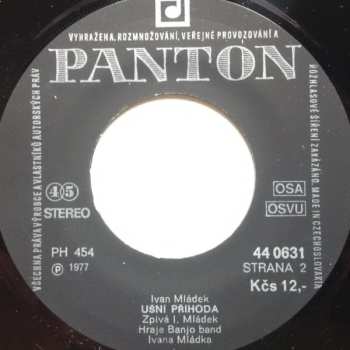 VYHRAŽENA, ROZMNOŽOVÁNÍ, VEŘEJNÉ PROVOZOVÁNÍ A
ROZHLASOVÉ ŠÍŘENÍ ZAKÁZÁNO. MADE IN CZECHOSLOVAKIA
VŠECHNA PRÁVA VÝROBCE A VLASTNÍKŮ AUTORSKÝCH PRÁV
PANTON
45
STEREO
OSA
OSVU
PH 454
Ⓟ 1977
44 0631
STRANA 2
Kčs 12,-
Ivan Mládek
UŠNÍ PŘÍHODA
Zpívá I. Mládek
Hraje Banjo band
Ivana Mládka